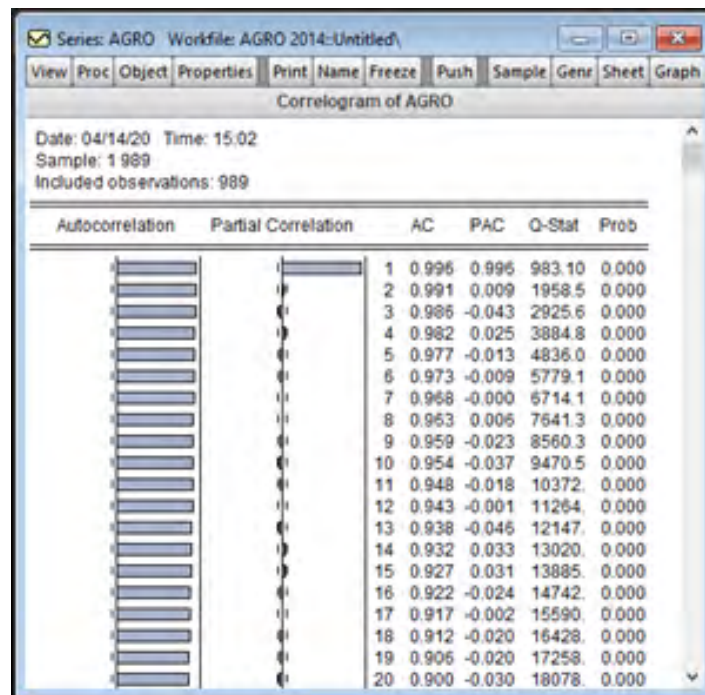 Series: AGRO Workfile: AGRO 2014::Untitled\
View Proc Object Properties Print Name Freeze Push Sample Genr Sheet Graph
Correlogram of AGRO
Date: 04/14/20 Time: 15:02
Sample: 1 989
Included observations: 989
Autocorrelation Partial Correlation AC PAC Q-Stat Prob
1 0.996 0.996 983.10 0.000
2 0.991 0.009 1958.5 0.000
3 0.986 -0.043 2925.6 0.000
4 0.982 0.025 3884.8 0.000
5 0.977 -0.013 4836.0 0.000
6 0.973 -0.009 5779.1 0.000
7 0.968 -0.000 6714.1 0.000
8 0.963 0.006 7641.3 0.000
9 0.959 -0.023 8560.3 0.000
10 0.954 -0.037 9470.5 0.000
11 0.948 -0.018 10372. 0.000
12 0.943 -0.001 11264. 0.000
13 0.938 -0.046 12147. 0.000
14 0.932 0.033 13020. 0.000
15 0.927 0.031 13885. 0.000
16 0.922 -0.024 14742. 0.000
17 0.917 -0.002 15590. 0.000
18 0.912 -0.020 16428. 0.000
19 0.906 -0.020 17258. 0.000
20 0.900 -0.030 18078. 0.000